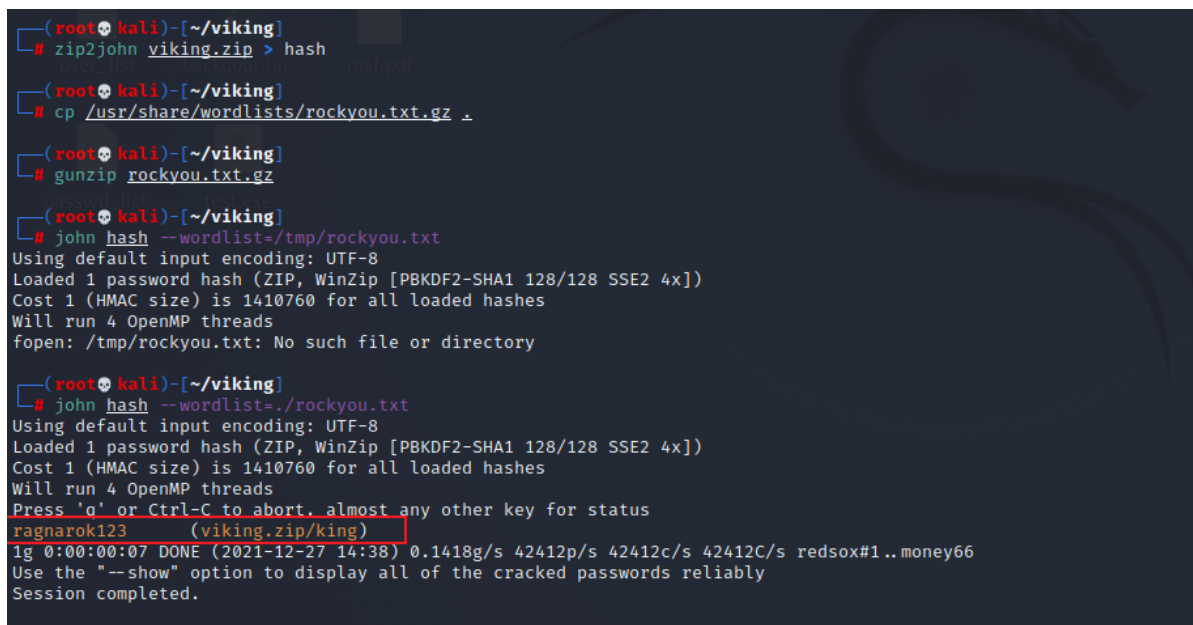 ┌──(root💀kali)-[~/viking]
└─# zip2john viking.zip > hash
user_list backdoor.tar msf.pdf
┌──(root💀kali)-[~/viking]
└─# cp /usr/share/wordlists/rockyou.txt.gz .
┌──(root💀kali)-[~/viking]
└─# gunzip rockyou.txt.gz
passwd_list test.exe
┌──(root💀kali)-[~/viking]
└─# john hash --wordlist=/tmp/rockyou.txt
Using default input encoding: UTF-8
Loaded 1 password hash (ZIP, WinZip [PBKDF2-SHA1 128/128 SSE2 4x])
Cost 1 (HMAC size) is 1410760 for all loaded hashes
Will run 4 OpenMP threads
fopen: /tmp/rockyou.txt: No such file or directory
┌──(root💀kali)-[~/viking]
└─# john hash --wordlist=./rockyou.txt
Using default input encoding: UTF-8
Loaded 1 password hash (ZIP, WinZip [PBKDF2-SHA1 128/128 SSE2 4x])
Cost 1 (HMAC size) is 1410760 for all loaded hashes
Will run 4 OpenMP threads
Press 'q' or Ctrl-C to abort, almost any other key for status
ragnarok123 (viking.zip/king)
1g 0:00:00:07 DONE (2021-12-27 14:38) 0.1418g/s 42412p/s 42412c/s 42412C/s redsox#1..money66
Use the "--show" option to display all of the cracked passwords reliably
Session completed.